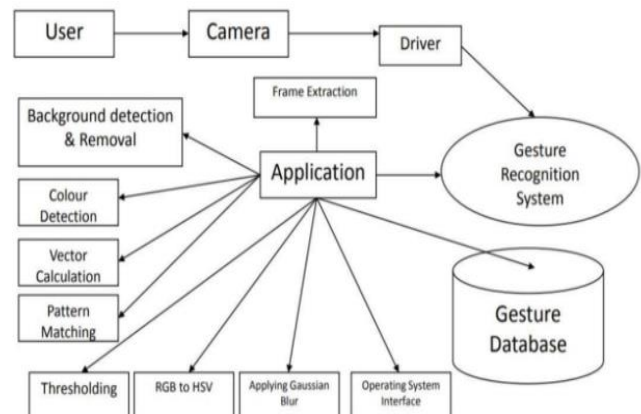 User
Camera
Driver
Frame Extraction
Background detection
& Removal
Application
Gesture
Recognition
System
Colour
Detection
Vector
Calculation
Pattern
Matching
Gesture
Database
Thresholding
RGB to HSV
Applying Gaussian
Blur
Operating System
Interface